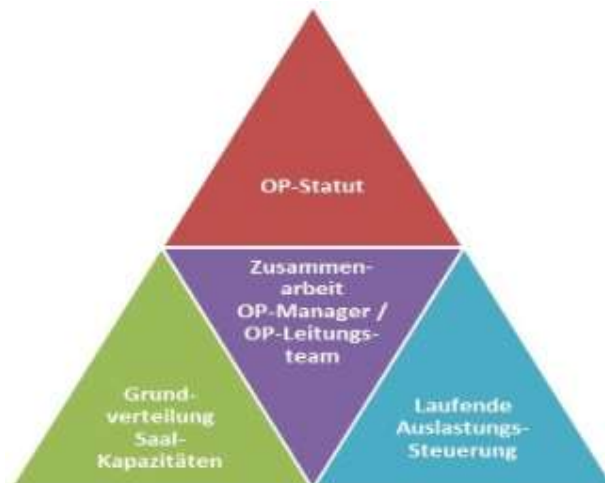 OP-Statut
Zusammen-
arbeit
OP-Manager /
OP-Leitungs-
team
Grund-
verteilung
Saal-
Kapazitäten
Laufende
Auslastungs-
Steuerung